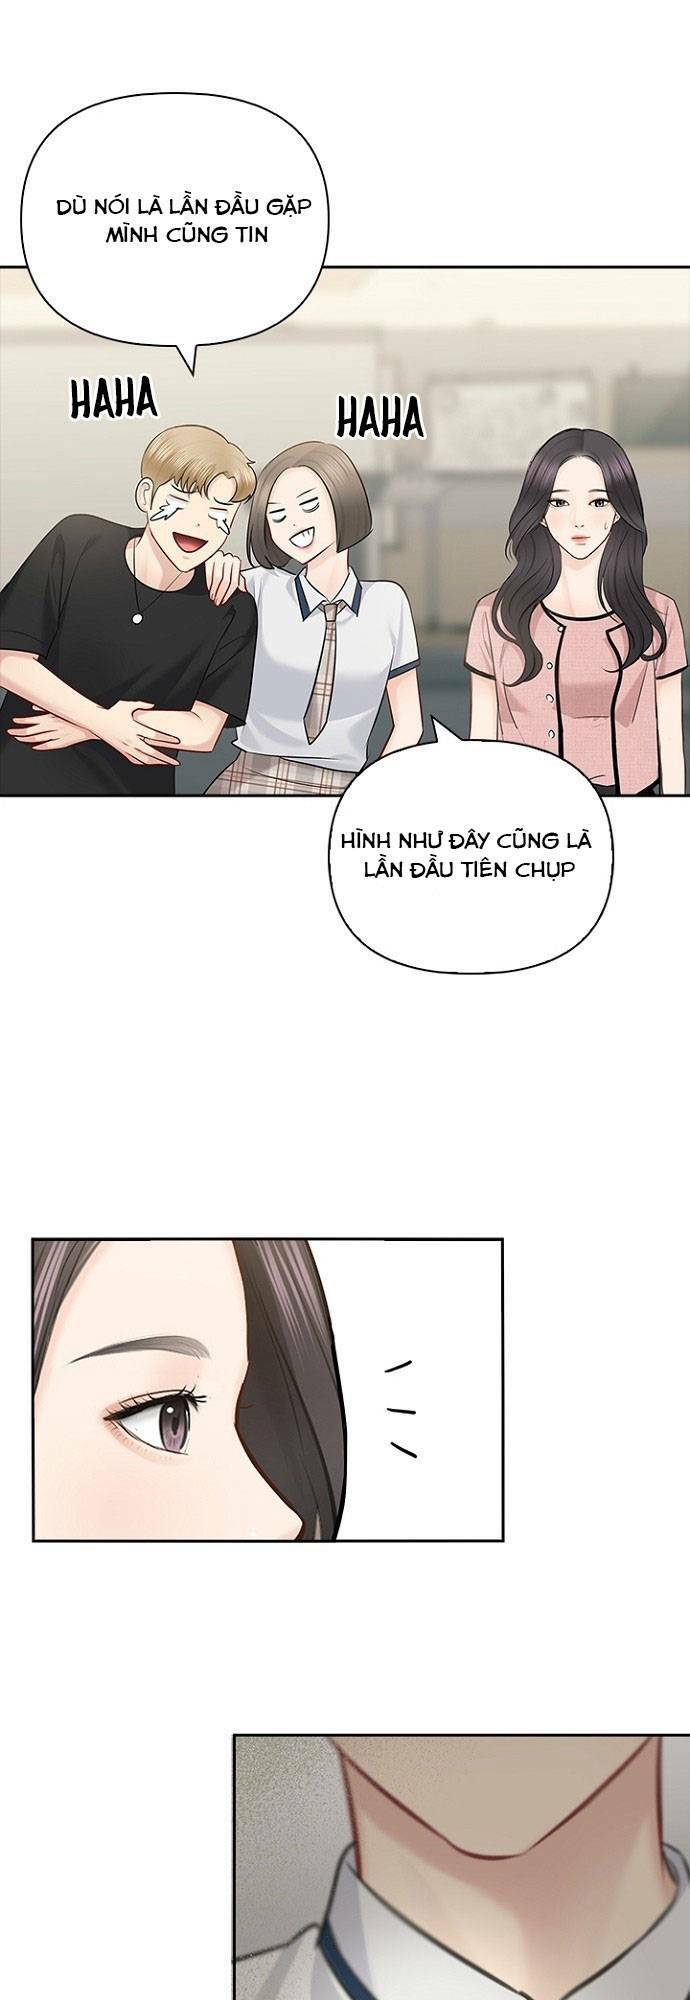 DÙ NÓI LÀ LẦN ĐẦU GẶP
MÌNH CŨNG TIN
HAHA
HAHA
HÌNH NHƯ ĐÂY CŨNG LÀ
LẦN ĐẦU TIÊN CHỤP